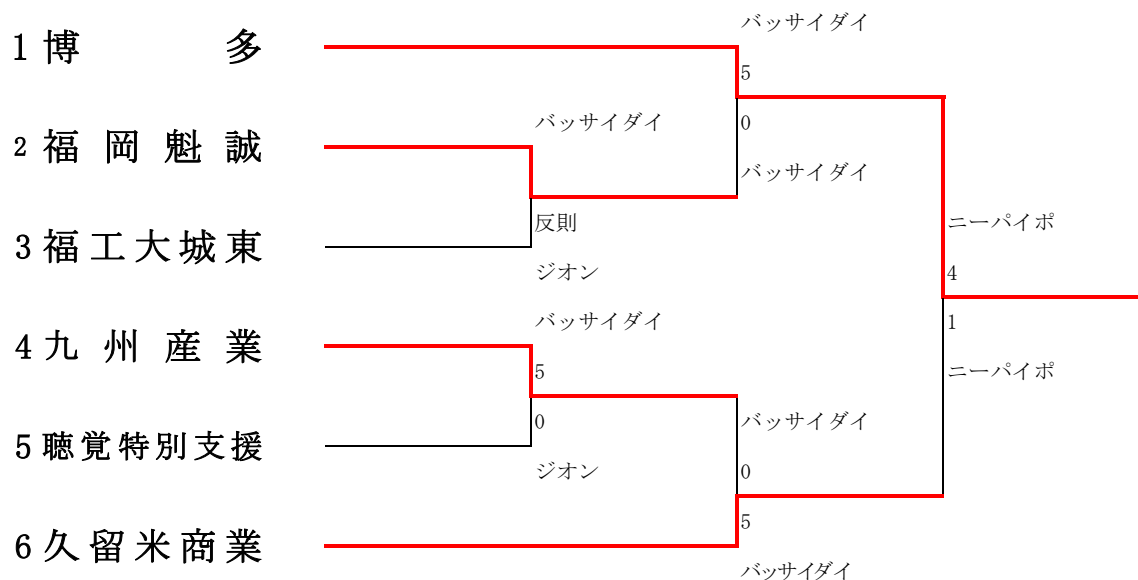 バッサイダイ
1 博 多
5
バッサイダイ
0
2 福岡魁誠
バッサイダイ
反則
ニーパイポ
3 福工大城東
ジオン
4
バッサイダイ
1
4 九州産業
5
ニーパイポ
0
バッサイダイ
5 聴覚特別支援
ジオン
0
5
6 久留米商業
バッサイダイ